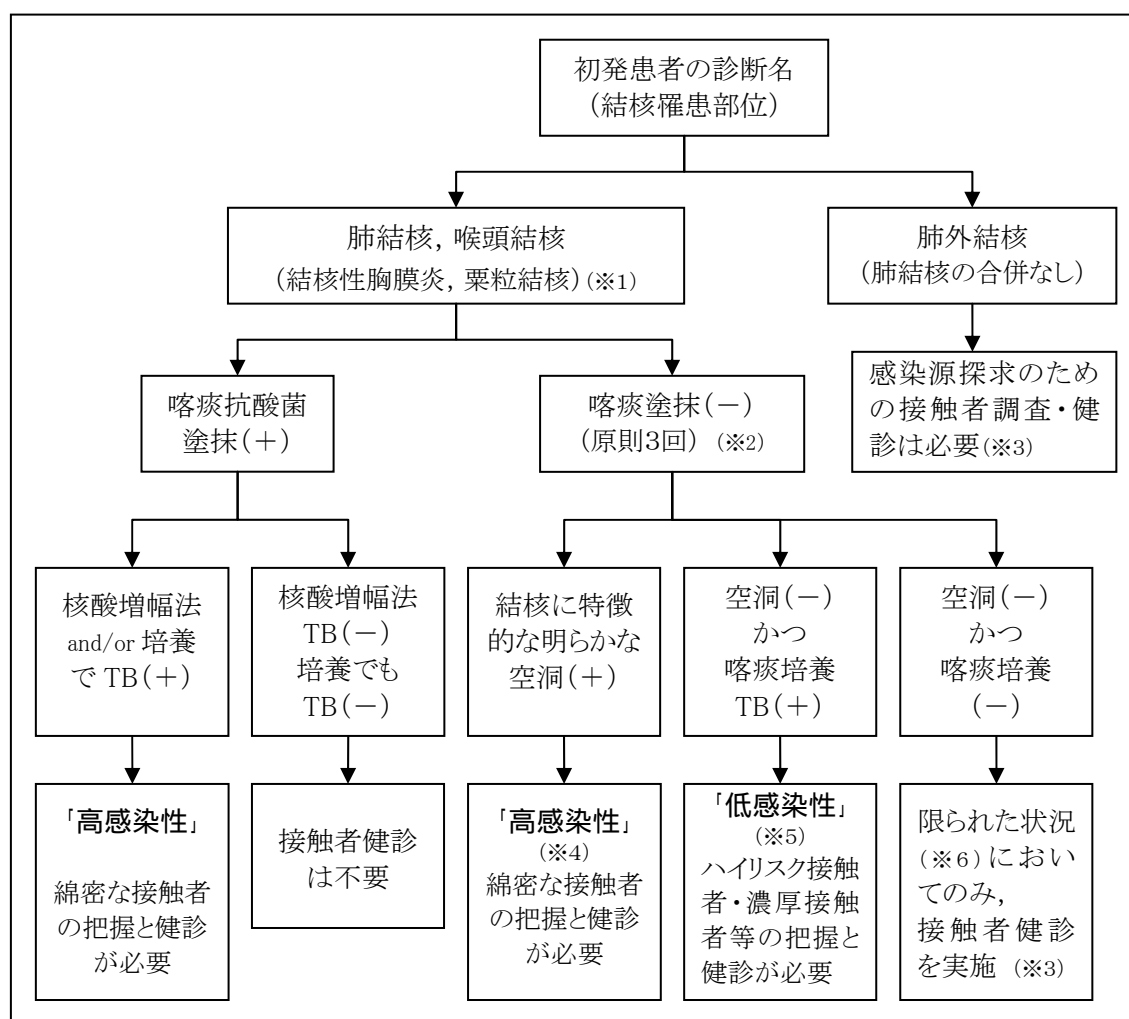 初発患者の診断名
（結核罹患部位）
肺結核, 喉頭結核
（結核性胸膜炎, 粟粒結核）（※1）
肺外結核
（肺結核の合併なし）
喀痰抗酸菌
塗抹（＋）
喀痰塗抹（－）
（原則3回）（※2）
感染源探求のため
の接触者調査・健
診は必要（※3）
核酸増幅法
and/or 培養
で TB（＋）
核酸増幅法
TB（－）
培養でも
TB（－）
結核に特徴
的な明らかな
空洞（＋）
空洞（－）
かつ
喀痰培養
TB（＋）
空洞（－）
かつ
喀痰培養
（－）
「高感染性」
綿密な接触者
の把握と健診
が必要
接触者健診
は不要
「高感染性」
（※4）
綿密な接触者
の把握と健診
が必要
「低感染性」
（※5）
ハイリスク接触
者・濃厚接触
者等の把握と
健診が必要
限られた状況
（※6）におい
てのみ,
接触者健診
を実施（※3）